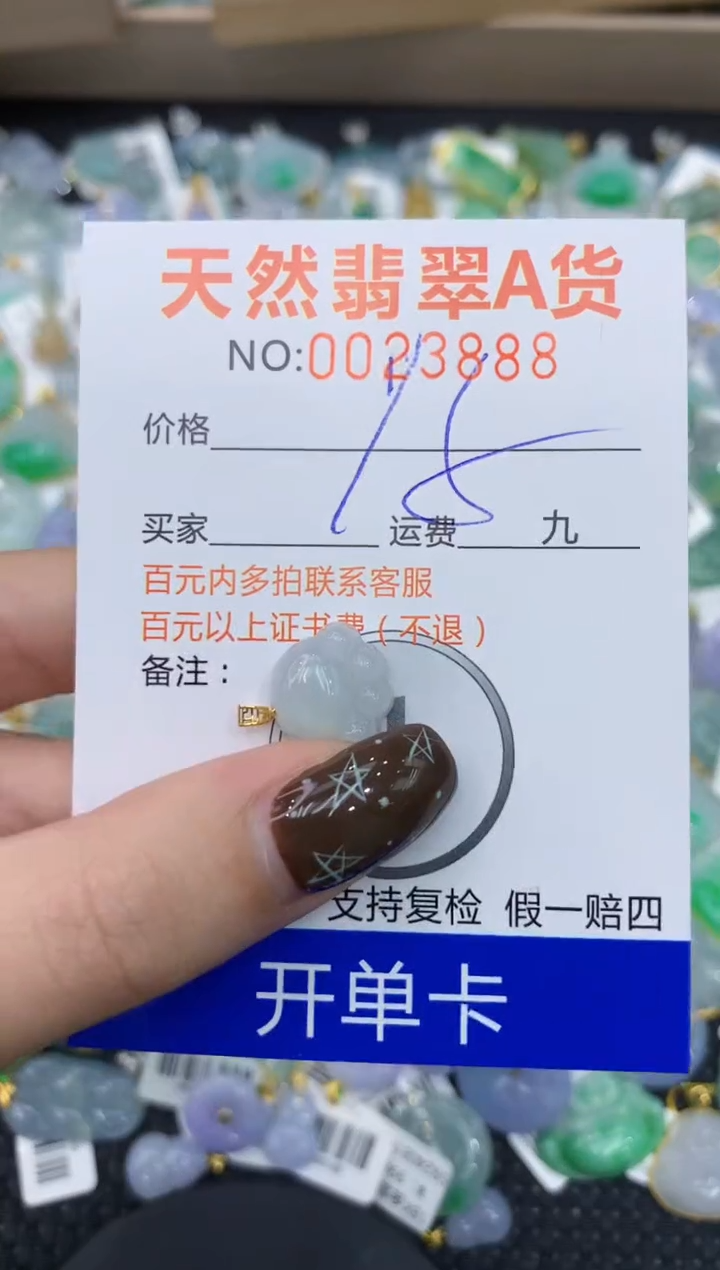 天然翡翠A货
NO:0023888
价格
15
买家 运费 九
百元内多拍联系客服
百元以上证书费（不退）
备注：
支持复检 假一赔四
开单卡